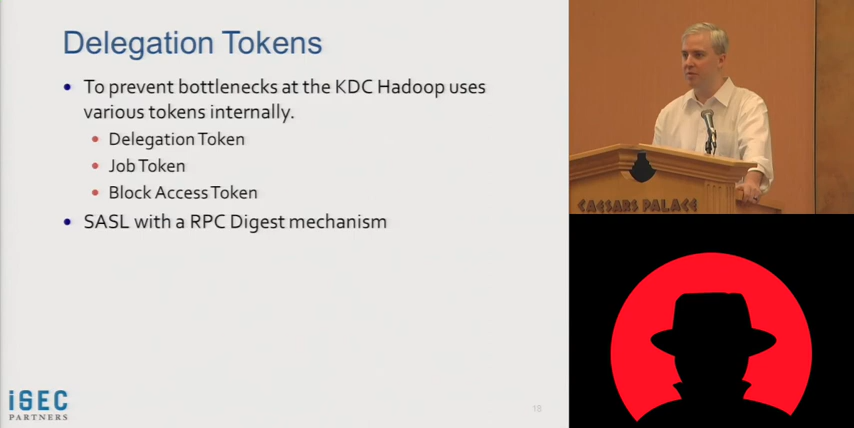 Delegation Tokens
To prevent bottlenecks at the KDC Hadoop uses
various tokens internally.
Delegation Token
Job Token
Block Access Token
SASL with a RPC Digest mechanism
iSEC
PARTNERS
18
CAESARS PALACE